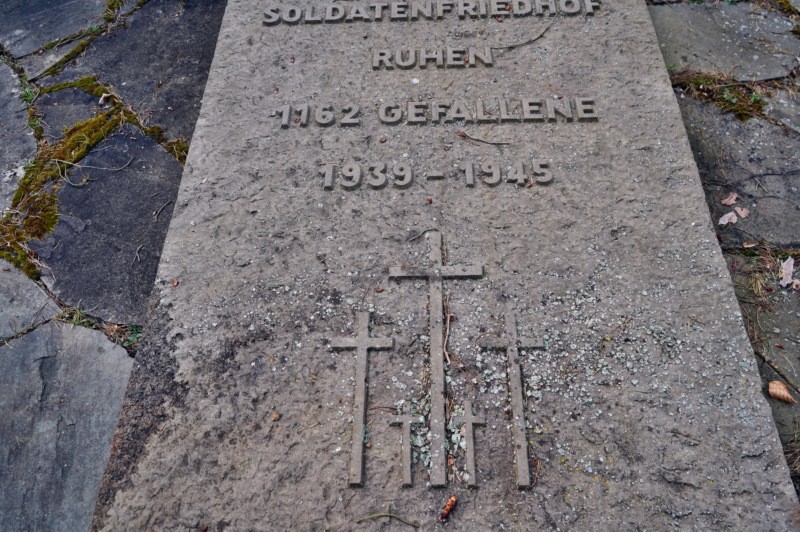 SOLDATENFRIEDHOF
RUHEN
1162 GEFALLENE
1939 - 1945